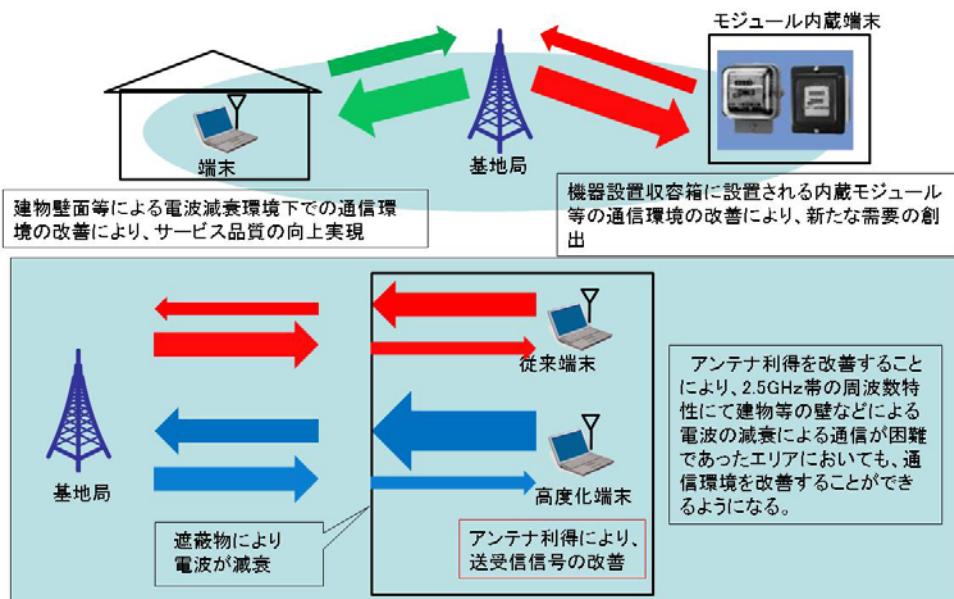 モジュール内蔵端末
端末
基地局
建物壁面等による電波減衰環境下での通信環
境の改善により、サービス品質の向上実現
機器設置収容箱に設置される内蔵モジュール
等の通信環境の改善により、新たな需要の創
出
従来端末
基地局
高度化端末
遮蔽物により
電波が減衰
アンテナ利得により、
送受信信号の改善
アンテナ利得を改善すること
により、2.5GHz帯の周波数特
性にて建物等の壁などによる
電波の減衰による通信が困難
であったエリアにおいても、通
信環境を改善することができ
るようになる。